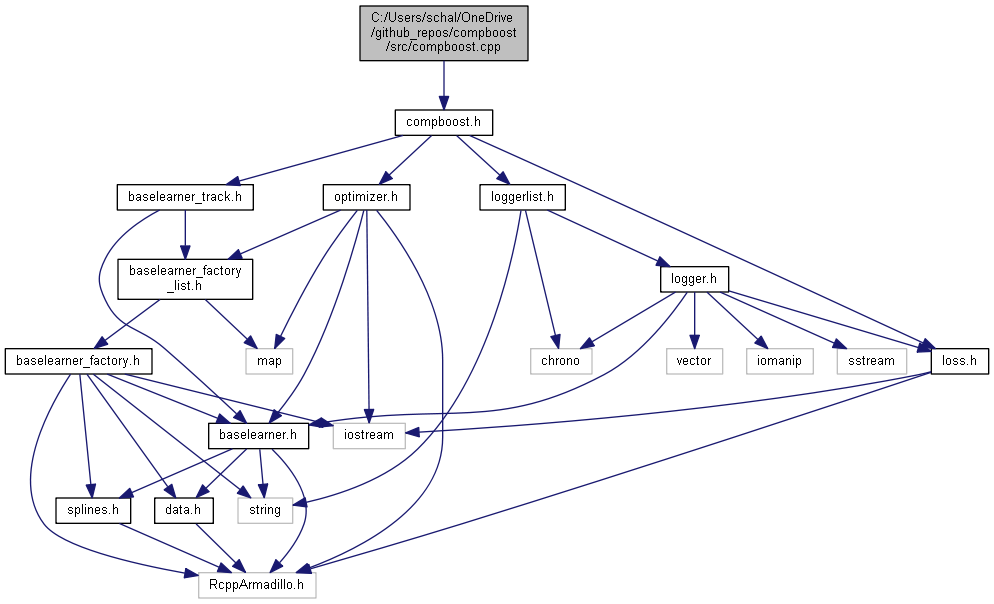 C:/Users/schal/OneDrive
/github_repos/compboost
/src/compboost.cpp
compboost.h
baselearner_track.h
optimizer.h
loggerlist.h
baselearner_factory
_list.h
logger.h
baselearner_factory.h
map
chrono
vector
iomanip
sstream
loss.h
baselearner.h
iostream
splines.h
data.h
string
RcppArmadillo.h